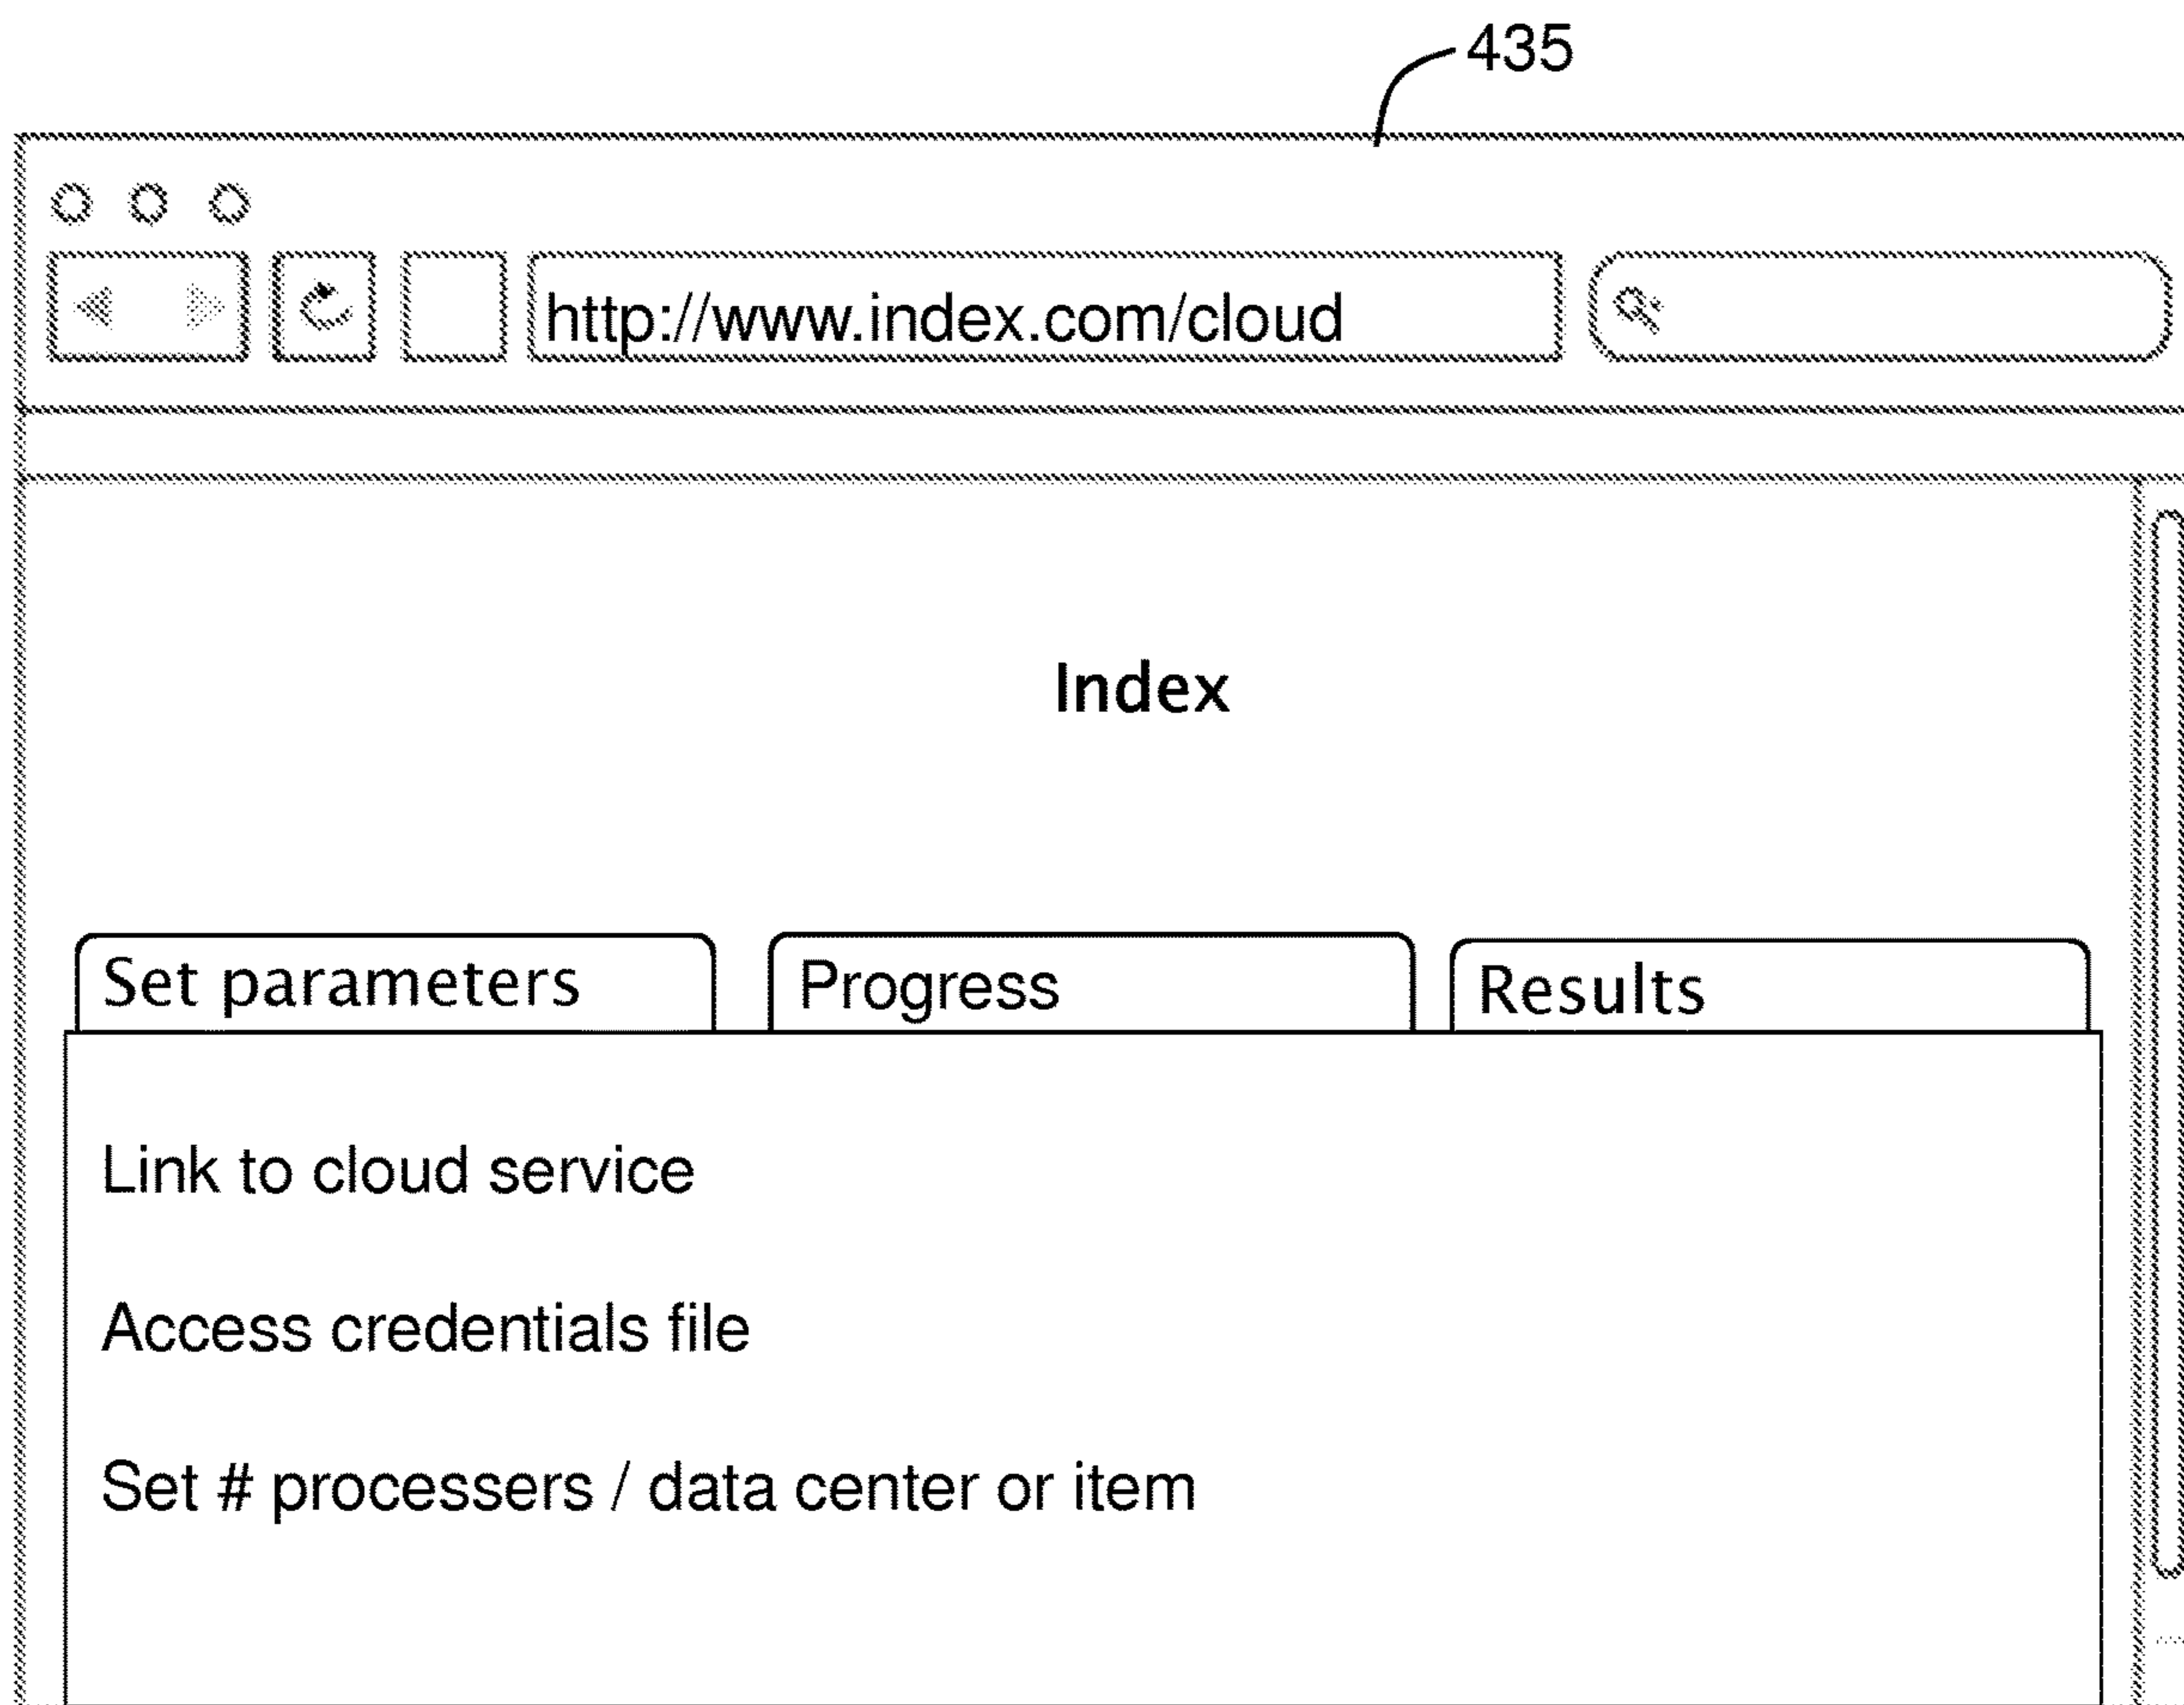 435
http://www.index.com/cloud
Index
Set parameters
Progress
Results
Link to cloud service
Access credentials file
Set # processers / data center or item